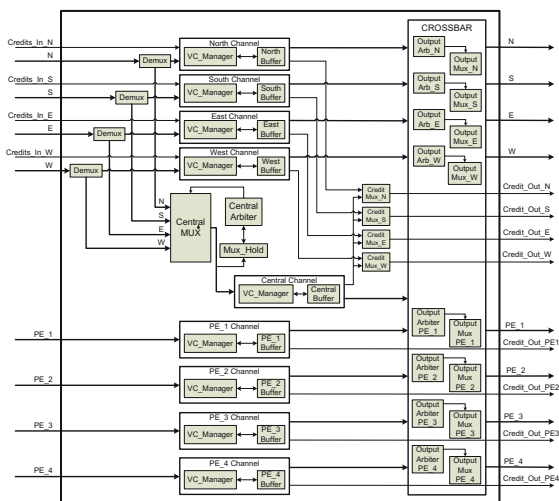 CROSSBAR
Credits_In_N
North Channel
VC_Manager
North
Buffer
Output
Arb_N
Output
Mux_N
N
N
Demux
Credits_In_S
South Channel
VC_Manager
South
Buffer
Output
Arb_S
Output
Mux_S
S
S
Demux
Credits_In_E
East Channel
VC_Manager
East
Buffer
Output
Arb_E
Output
Mux_E
E
E
Demux
Credits_In_W
West Channel
VC_Manager
West
Buffer
Output
Arb_W
Output
Mux_W
W
W
Demux
N
S
E
W
Central
MUX
Central
Arbiter
Mux_Hold
Credit
Mux_N
Credit_Out_N
Credit
Mux_S
Credit_Out_S
Credit
Mux_E
Credit_Out_E
Credit
Mux_W
Credit_Out_W
Central Channel
VC_Manager
Central
Buffer
PE_1
PE_1 Channel
VC_Manager
PE_1
Buffer
Output
Arbiter
PE_1
Output
Mux
PE_1
PE_1
Credit_Out_PE1
PE_2
PE_2 Channel
VC_Manager
PE_2
Buffer
Output
Arbiter
PE_2
Output
Mux
PE_2
PE_2
Credit_Out_PE2
PE_3
PE_3 Channel
VC_Manager
PE_3
Buffer
Output
Arbiter
PE_3
Output
Mux
PE_3
PE_3
Credit_Out_PE3
PE_4
PE_4 Channel
VC_Manager
PE_4
Buffer
Output
Arbiter
PE_4
Output
Mux
PE_4
PE_4
Credit_Out_PE4